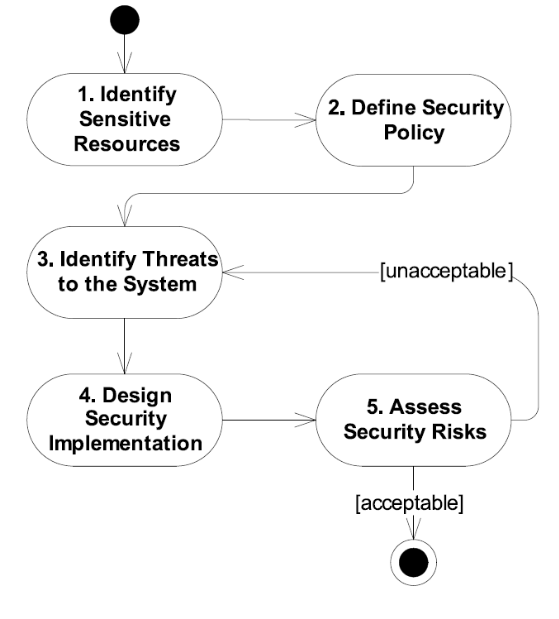 1. Identify
Sensitive
Resources
2. Define Security
Policy
3. Identify Threats
to the System
[unacceptable]
4. Design
Security
Implementation
5. Assess
Security Risks
[acceptable]